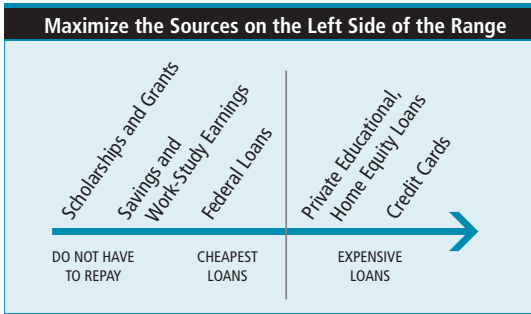 Maximize the Sources on the Left Side of the Range
Scholarships and Grants
Savings and
Work-Study Earnings
Federal Loans
Private Educational,
Home Equity Loans
Credit Cards
DO NOT HAVE
TO REPAY
CHEAPEST
LOANS
EXPENSIVE
LOANS